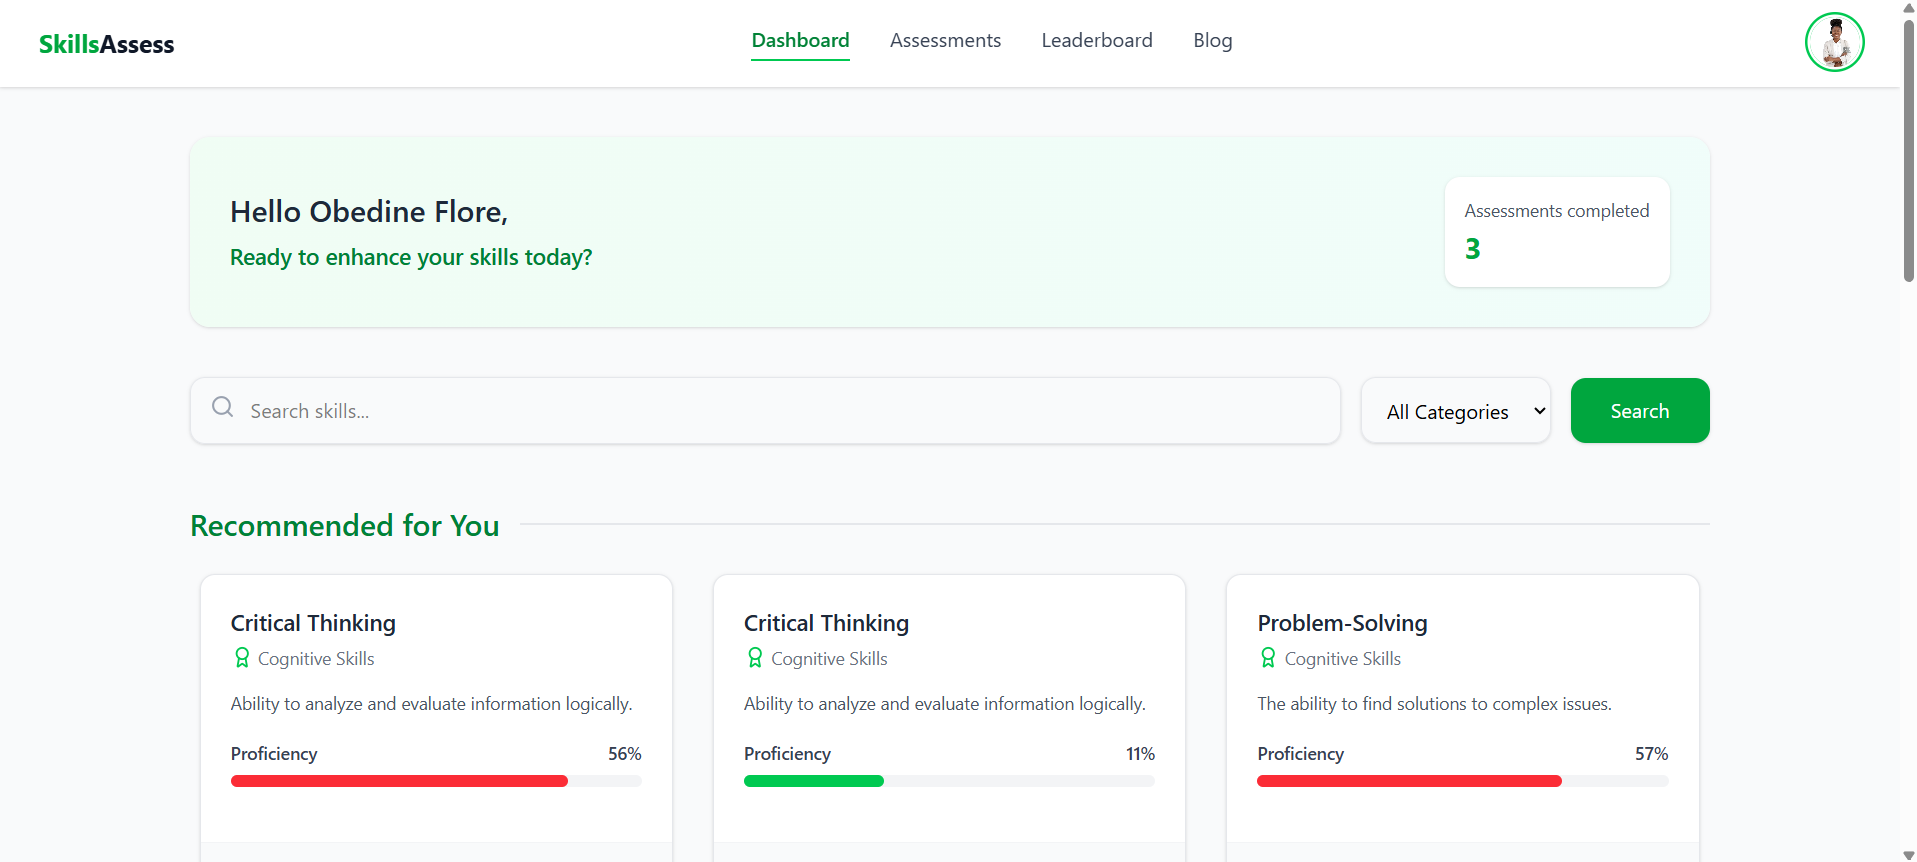 SkillsAssess
Dashboard Assessments Leaderboard Blog
Hello Obedine Flore,
Ready to enhance your skills today?
Assessments completed
3
Search skills...
All Categories
Search
Recommended for You
Critical Thinking
Cognitive Skills
Ability to analyze and evaluate information logically.
Proficiency 56%
Critical Thinking
Cognitive Skills
Ability to analyze and evaluate information logically.
Proficiency 11%
Problem-Solving
Cognitive Skills
The ability to find solutions to complex issues.
Proficiency 57%